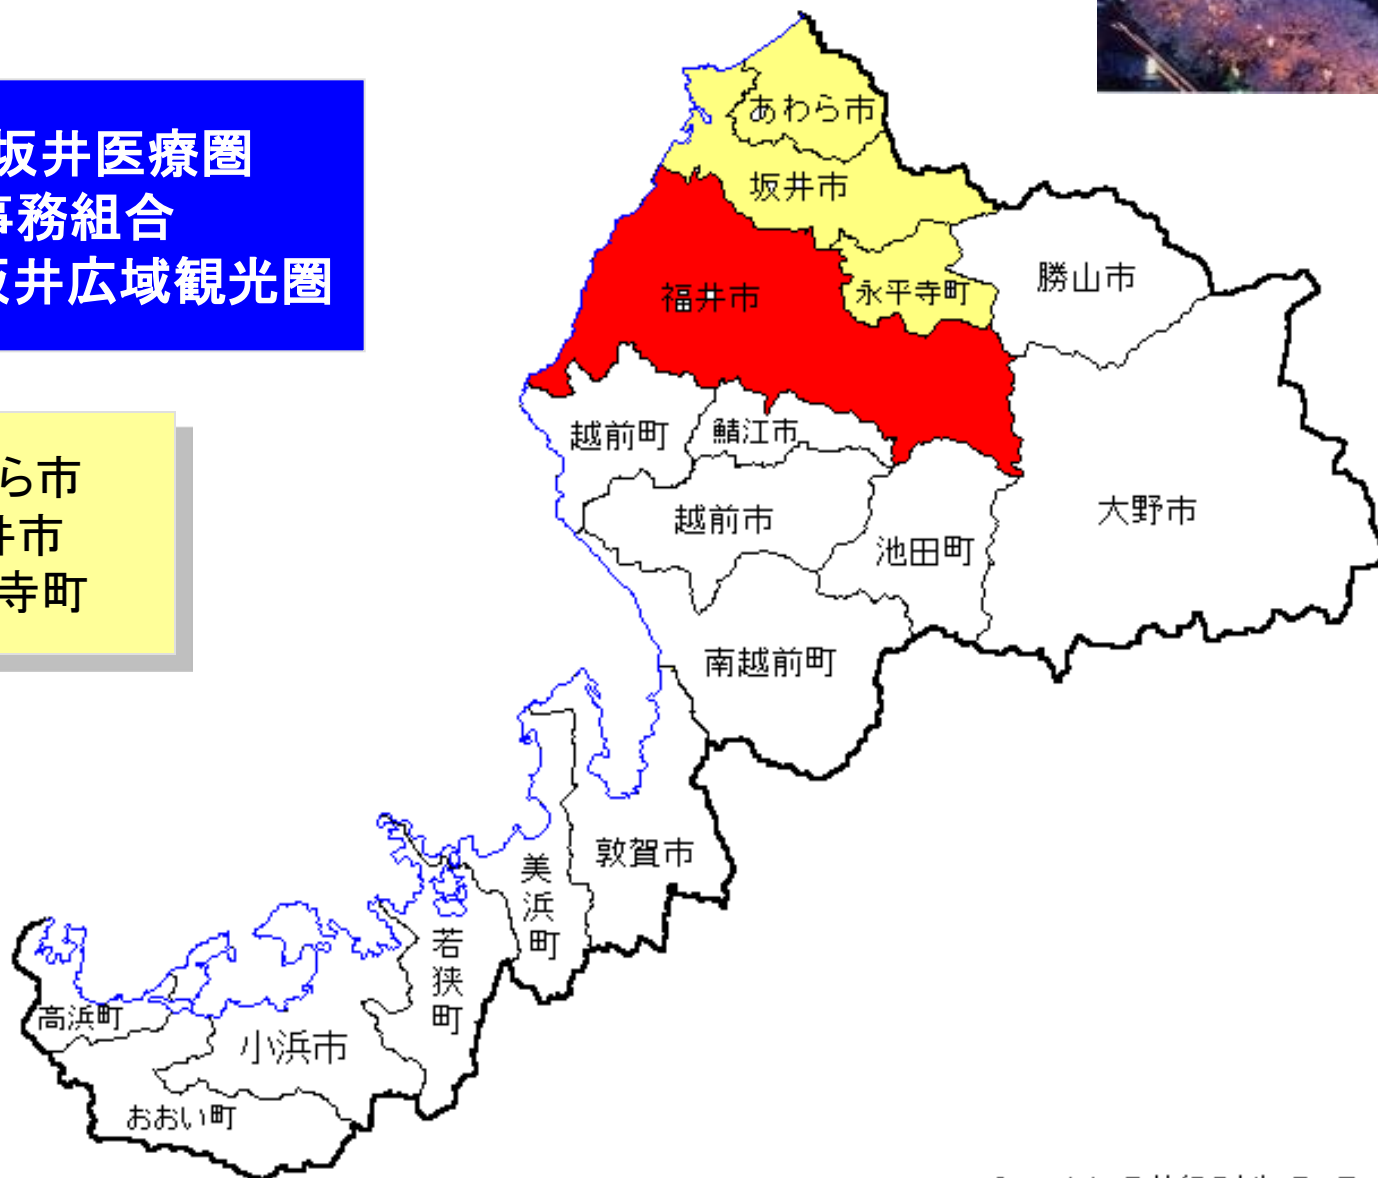 坂井医療圏
事務組合
坂井広域観光圏
ら市
井市
寺町
あわら市
坂井市
永平寺町
勝山市
福井市
越前町
鯖江市
越前市
池田町
大野市
南越前町
敦賀市
美浜町
若狭町
高浜町
小浜市
おおい町